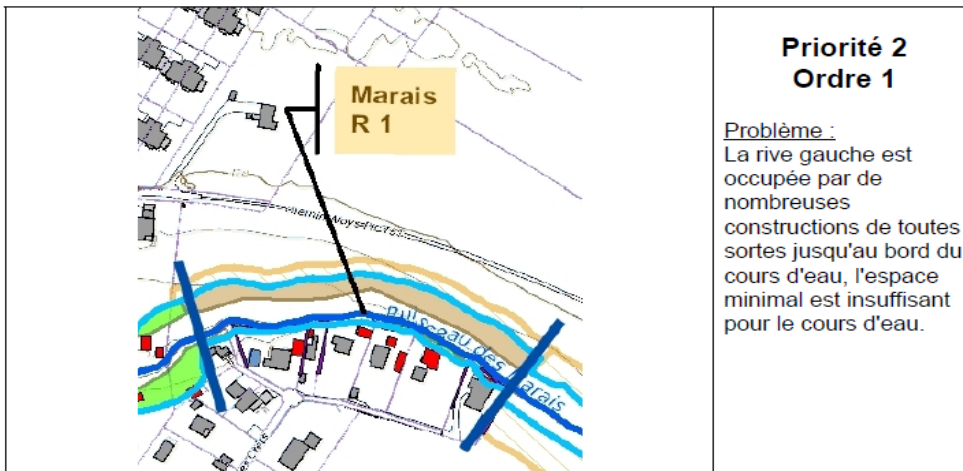 Marais
R 1
Ruisseau des Marais
Priorité 2
Ordre 1
Problème :
La rive gauche est
occupée par de
nombreuses
constructions de toutes
sortes jusqu'au bord du
cours d'eau, l'espace
minimal est insuffisant
pour le cours d'eau.